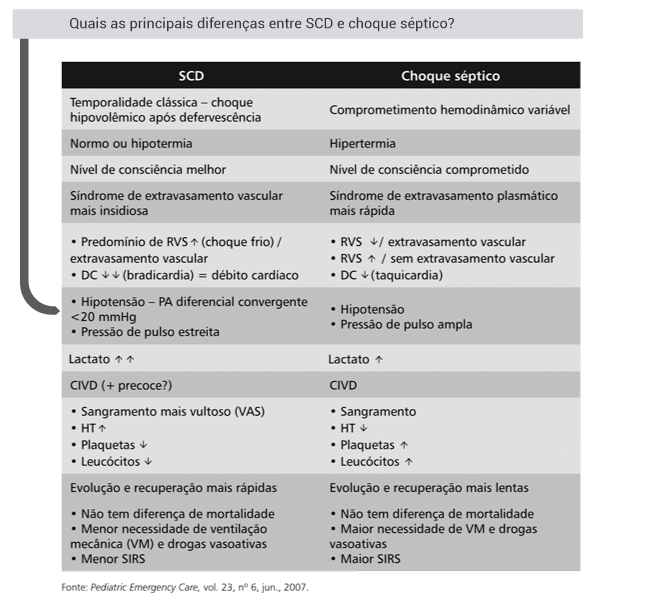 Quais as principais diferenças entre SCD e choque séptico?
SCD
Choque séptico
Temporalidade clássica – choque
hipovolêmico após defervescência
Comprometimento hemodinâmico variável
Normo ou hipotermia
Hipertermia
Nível de consciência melhor
Nível de consciência comprometido
Síndrome de extravasamento vascular
mais insidiosa
Síndrome de extravasamento plasmático
mais rápida
• Predomínio de RVS ↑ (choque frio) /
extravasamento vascular
• DC ↓ ↓ (bradicardia) = débito cardíaco
• RVS ↓ / extravasamento vascular
• RVS ↑ / sem extravasamento vascular
• DC ↓ (taquicardia)
• Hipotensão – PA diferencial convergente
<20 mmHg
• Pressão de pulso estreita
• Hipotensão
• Pressão de pulso ampla
Lactato ↑ ↑
Lactato ↑
CIVD (+ precoce?)
CIVD
• Sangramento mais vultoso (VAS)
• HT ↑
• Plaquetas ↓
• Leucócitos ↓
• Sangramento
• HT ↓
• Plaquetas ↑
• Leucócitos ↑
Evolução e recuperação mais rápidas
Evolução e recuperação mais lentas
• Não tem diferença de mortalidade
• Menor necessidade de ventilação
mecânica (VM) e drogas vasoativas
• Menor SIRS
• Não tem diferença de mortalidade
• Maior necessidade de VM e drogas
vasoativas
• Maior SIRS
Fonte: Pediatric Emergency Care, vol. 23, nº 6, jun., 2007.